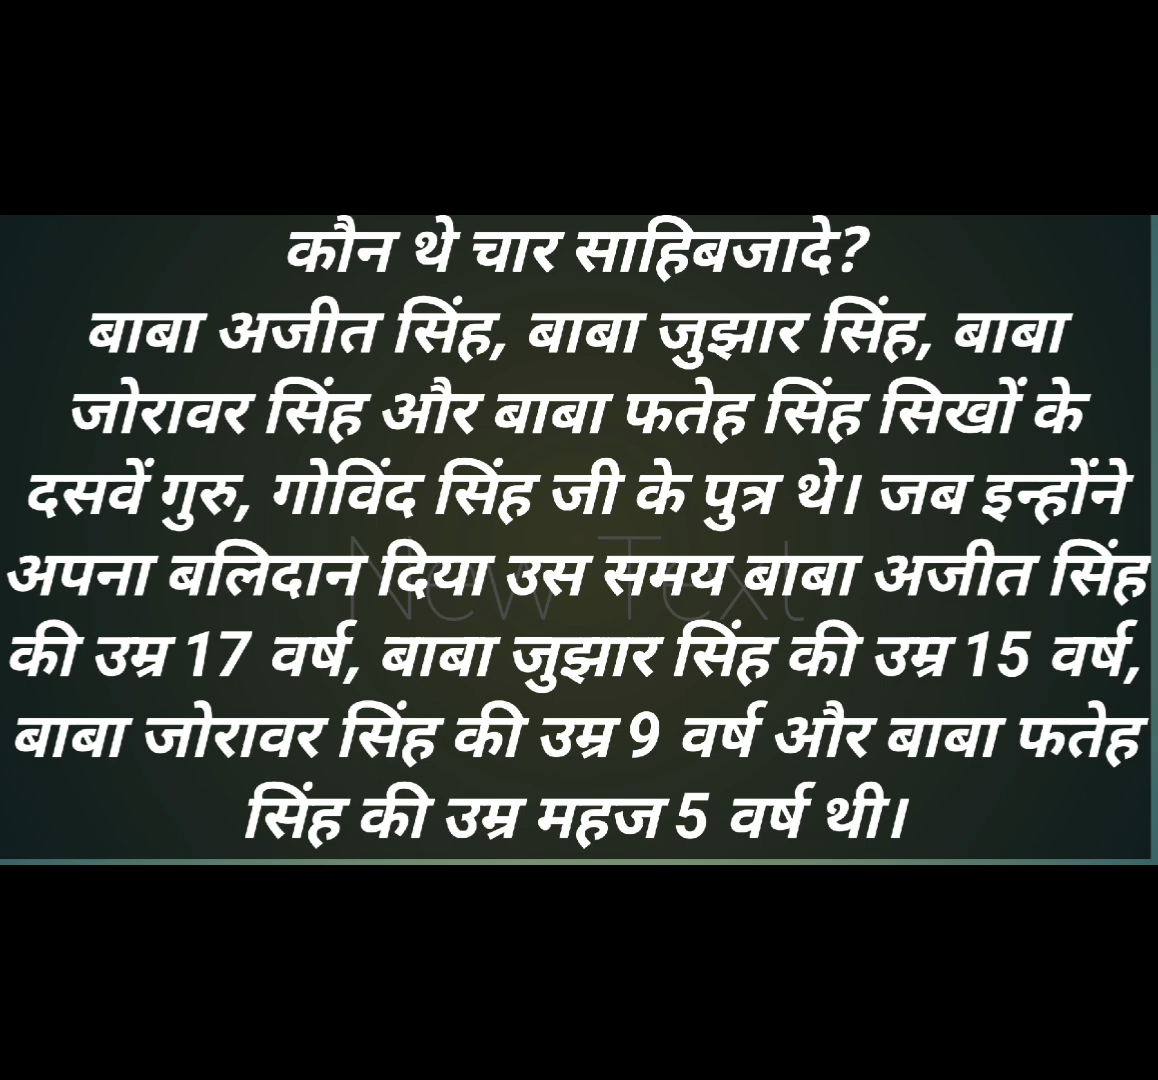 कौन थे चार साहिबजादे?
बाबा अजीत सिंह, बाबा जुझार सिंह, बाबा
जोरावर सिंह और बाबा फतेह सिंह सिखों के
दसवें गुरु, गोविंद सिंह जी के पुत्र थे। जब इन्होंने
New Text
अपना बलिदान दिया उस समय बाबा अजीत सिंह
की उम्र 17 वर्ष, बाबा जुझार सिंह की उम्र 15 वर्ष,
बाबा जोरावर सिंह की उम्र 9 वर्ष और बाबा फतेह
सिंह की उम्र महज 5 वर्ष थी।